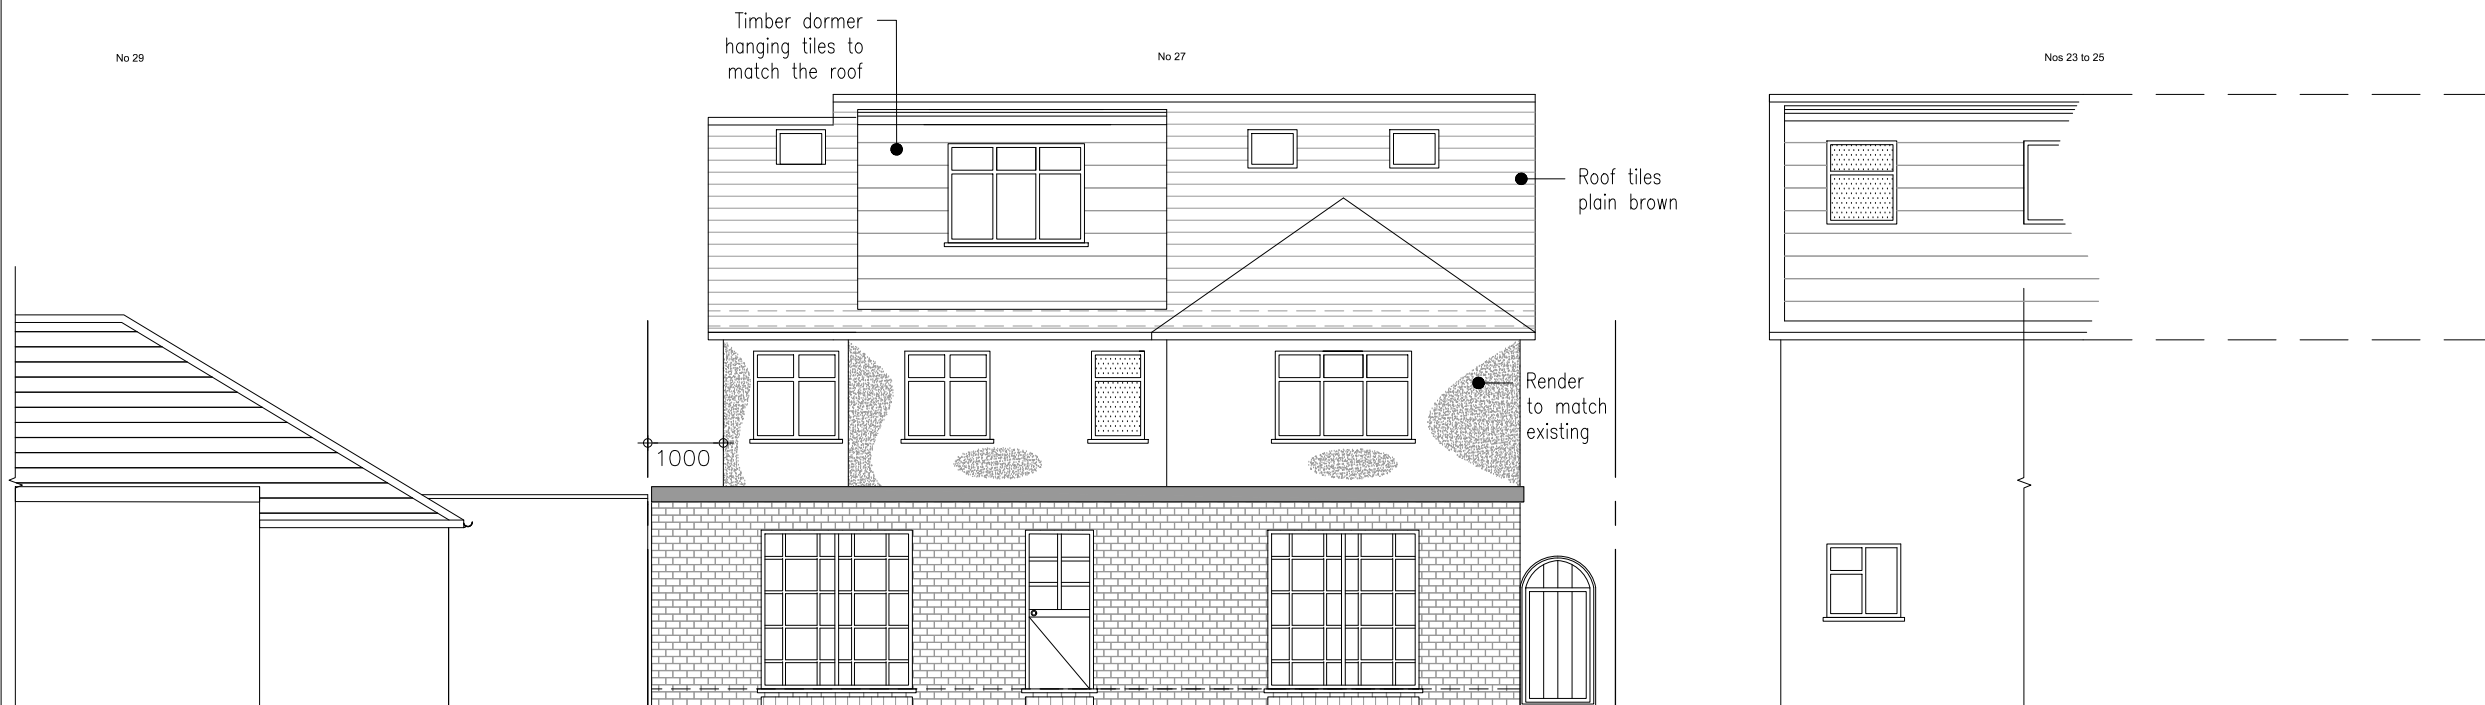 No 29
Timber dormer
hanging tiles to
match the roof
No 27
Nos 23 to 25
Roof tiles
plain brown
Render
to match
existing
1000